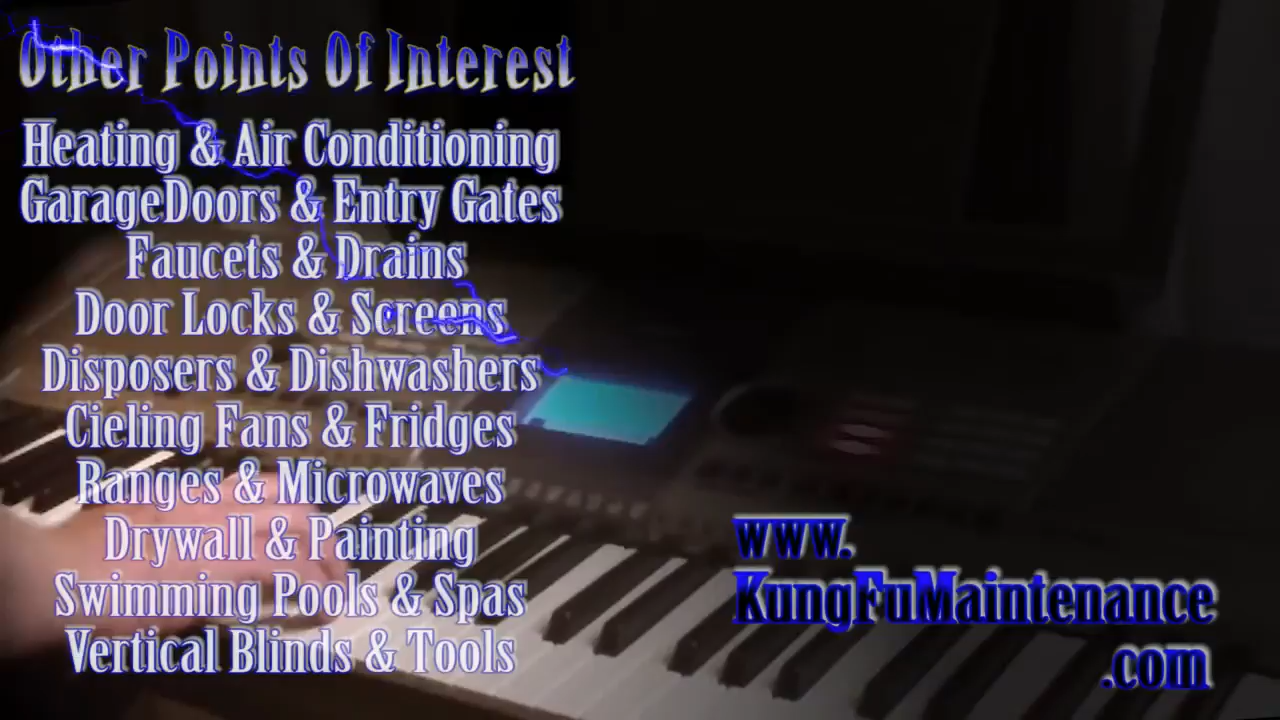 Other Points Of Interest
Heating & Air Conditioning
GarageDoors & Entry Gates
Faucets & Drains
Door Locks & Screens
Disposers & Dishwashers
Cieling Fans & Fridges
Ranges & Microwaves
Drywall & Painting
Swimming Pools & Spas
Vertical Blinds & Tools
www.
KungFuMaintenance
.com